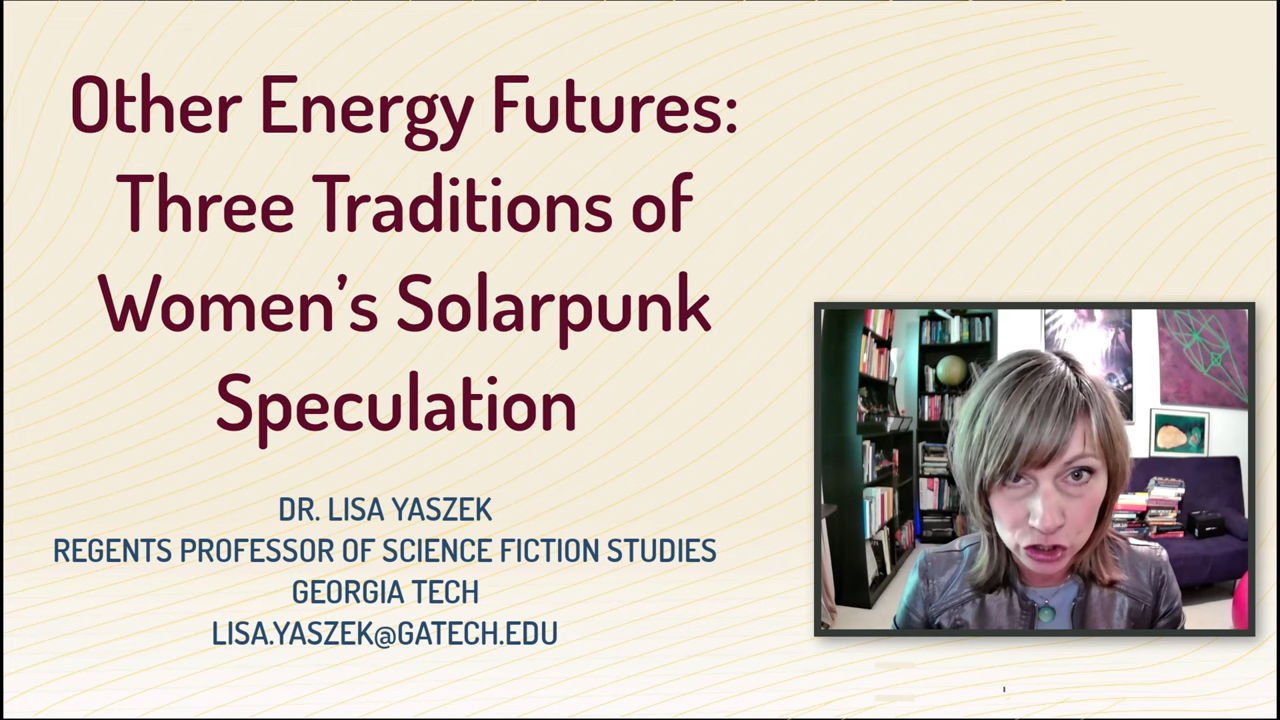 Other Energy Futures:
Three Traditions of
Women's Solarpunk
Speculation
DR. LISA YASZEK
REGENTS PROFESSOR OF SCIENCE FICTION STUDIES
GEORGIA TECH
LISA.YASZEK@GATECH.EDU